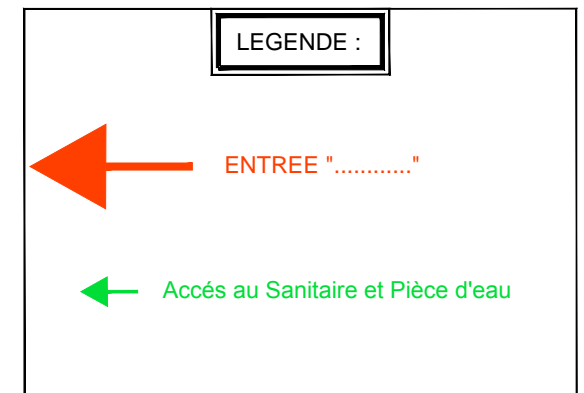 LEGENDE :
ENTREE "............"
Accés au Sanitaire et Pièce d'eau